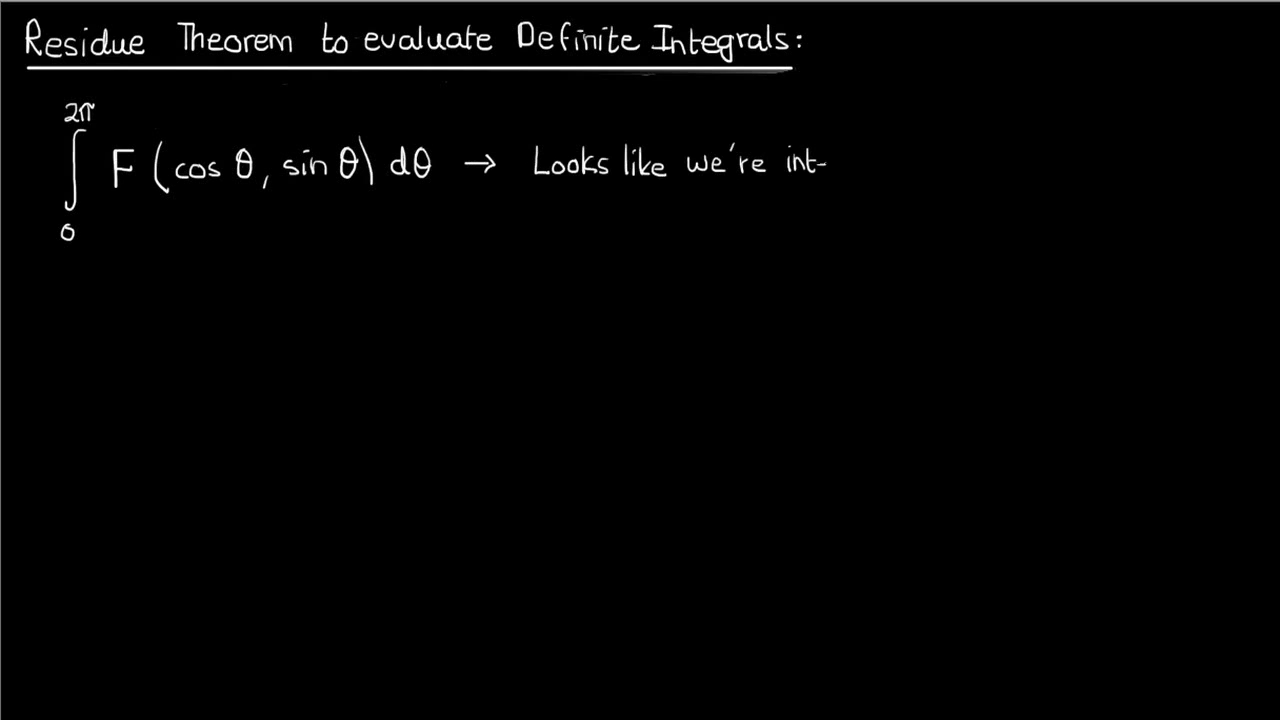 Residue Theorem to evaluate Definite Integrals:
2π
∫ F (cos θ, sin θ) dθ → Looks like we're int-
0